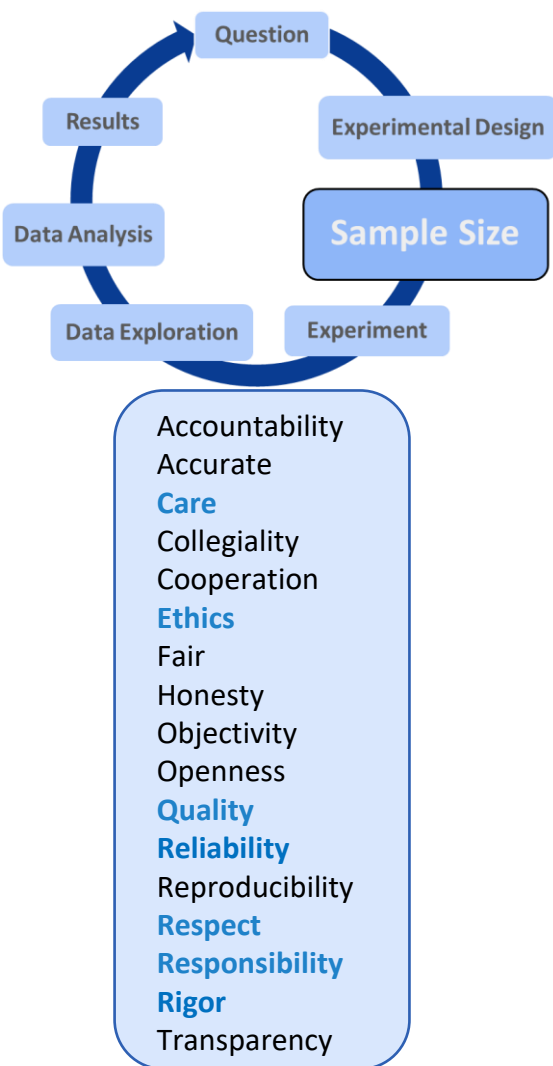 Question
Results
Experimental Design
Data Analysis
Sample Size
Data Exploration
Experiment
Accountability
Accurate
Care
Collegiality
Cooperation
Ethics
Fair
Honesty
Objectivity
Openness
Quality
Reliability
Reproducibility
Respect
Responsibility
Rigor
Transparency